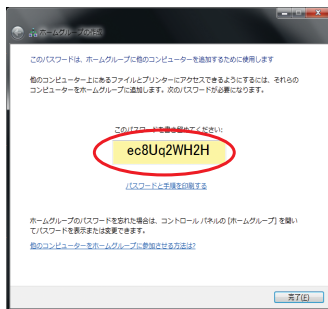 ホームグループの作成
このパスワードは、ホームグループに他のコンピューターを追加するために使用します
他のコンピューター上にあるファイルとプリンターにアクセスできるようにするには、それらの
コンピューターをホームグループに追加します。次のパスワードが必要になります。
このパスワードを書き留めてください:
ec8Uq2WH2H
パスワードと手順を印刷する
ホームグループのパスワードを忘れた場合は、コントロール パネルの [ホームグループ] を開い
てパスワードを表示または変更できます。
他のコンピューターをホームグループに参加させる方法は?
完了(F)